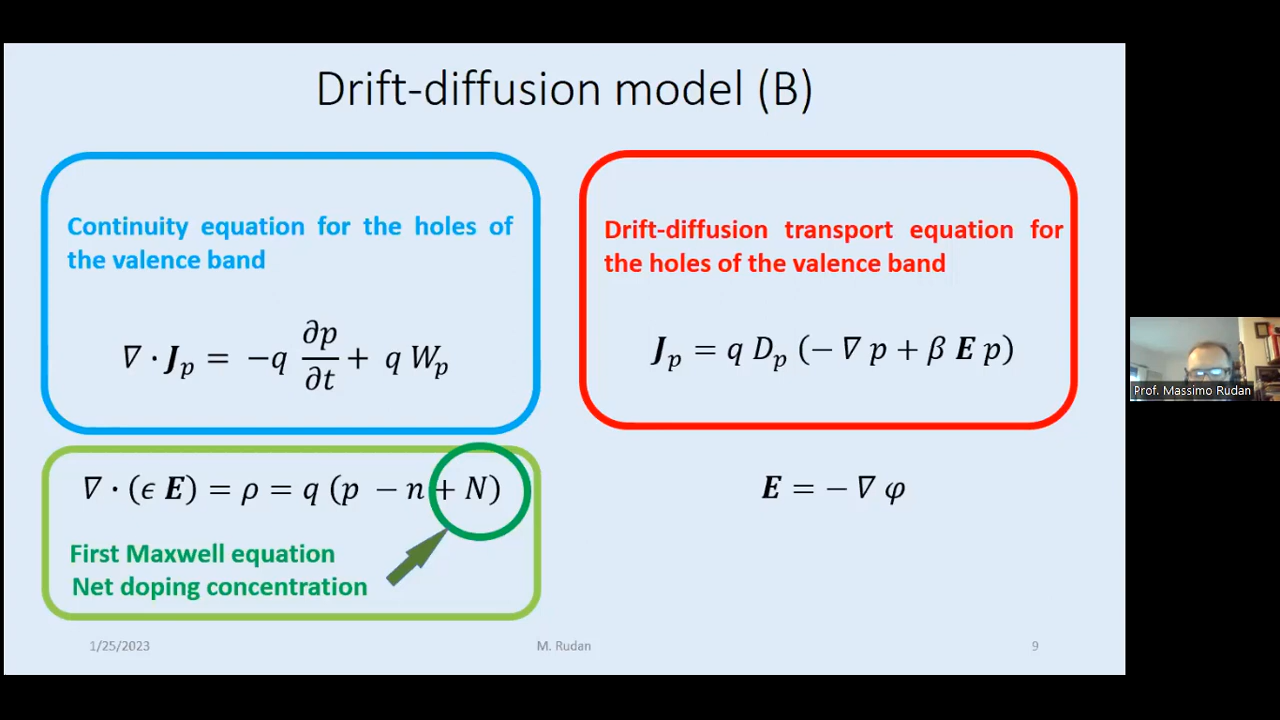 Drift-diffusion model (B)
Continuity equation for the holes of
the valence band
∇ · J_p = −q ∂p/∂t + q W_p
Drift-diffusion transport equation for
the holes of the valence band
J_p = q D_p (− ∇ p + β E p)
∇ · (ϵ E) = ρ = q (p − n + N)
First Maxwell equation
Net doping concentration
E = − ∇ φ
1/25/2023
M. Rudan
9
Prof. Massimo Rudan